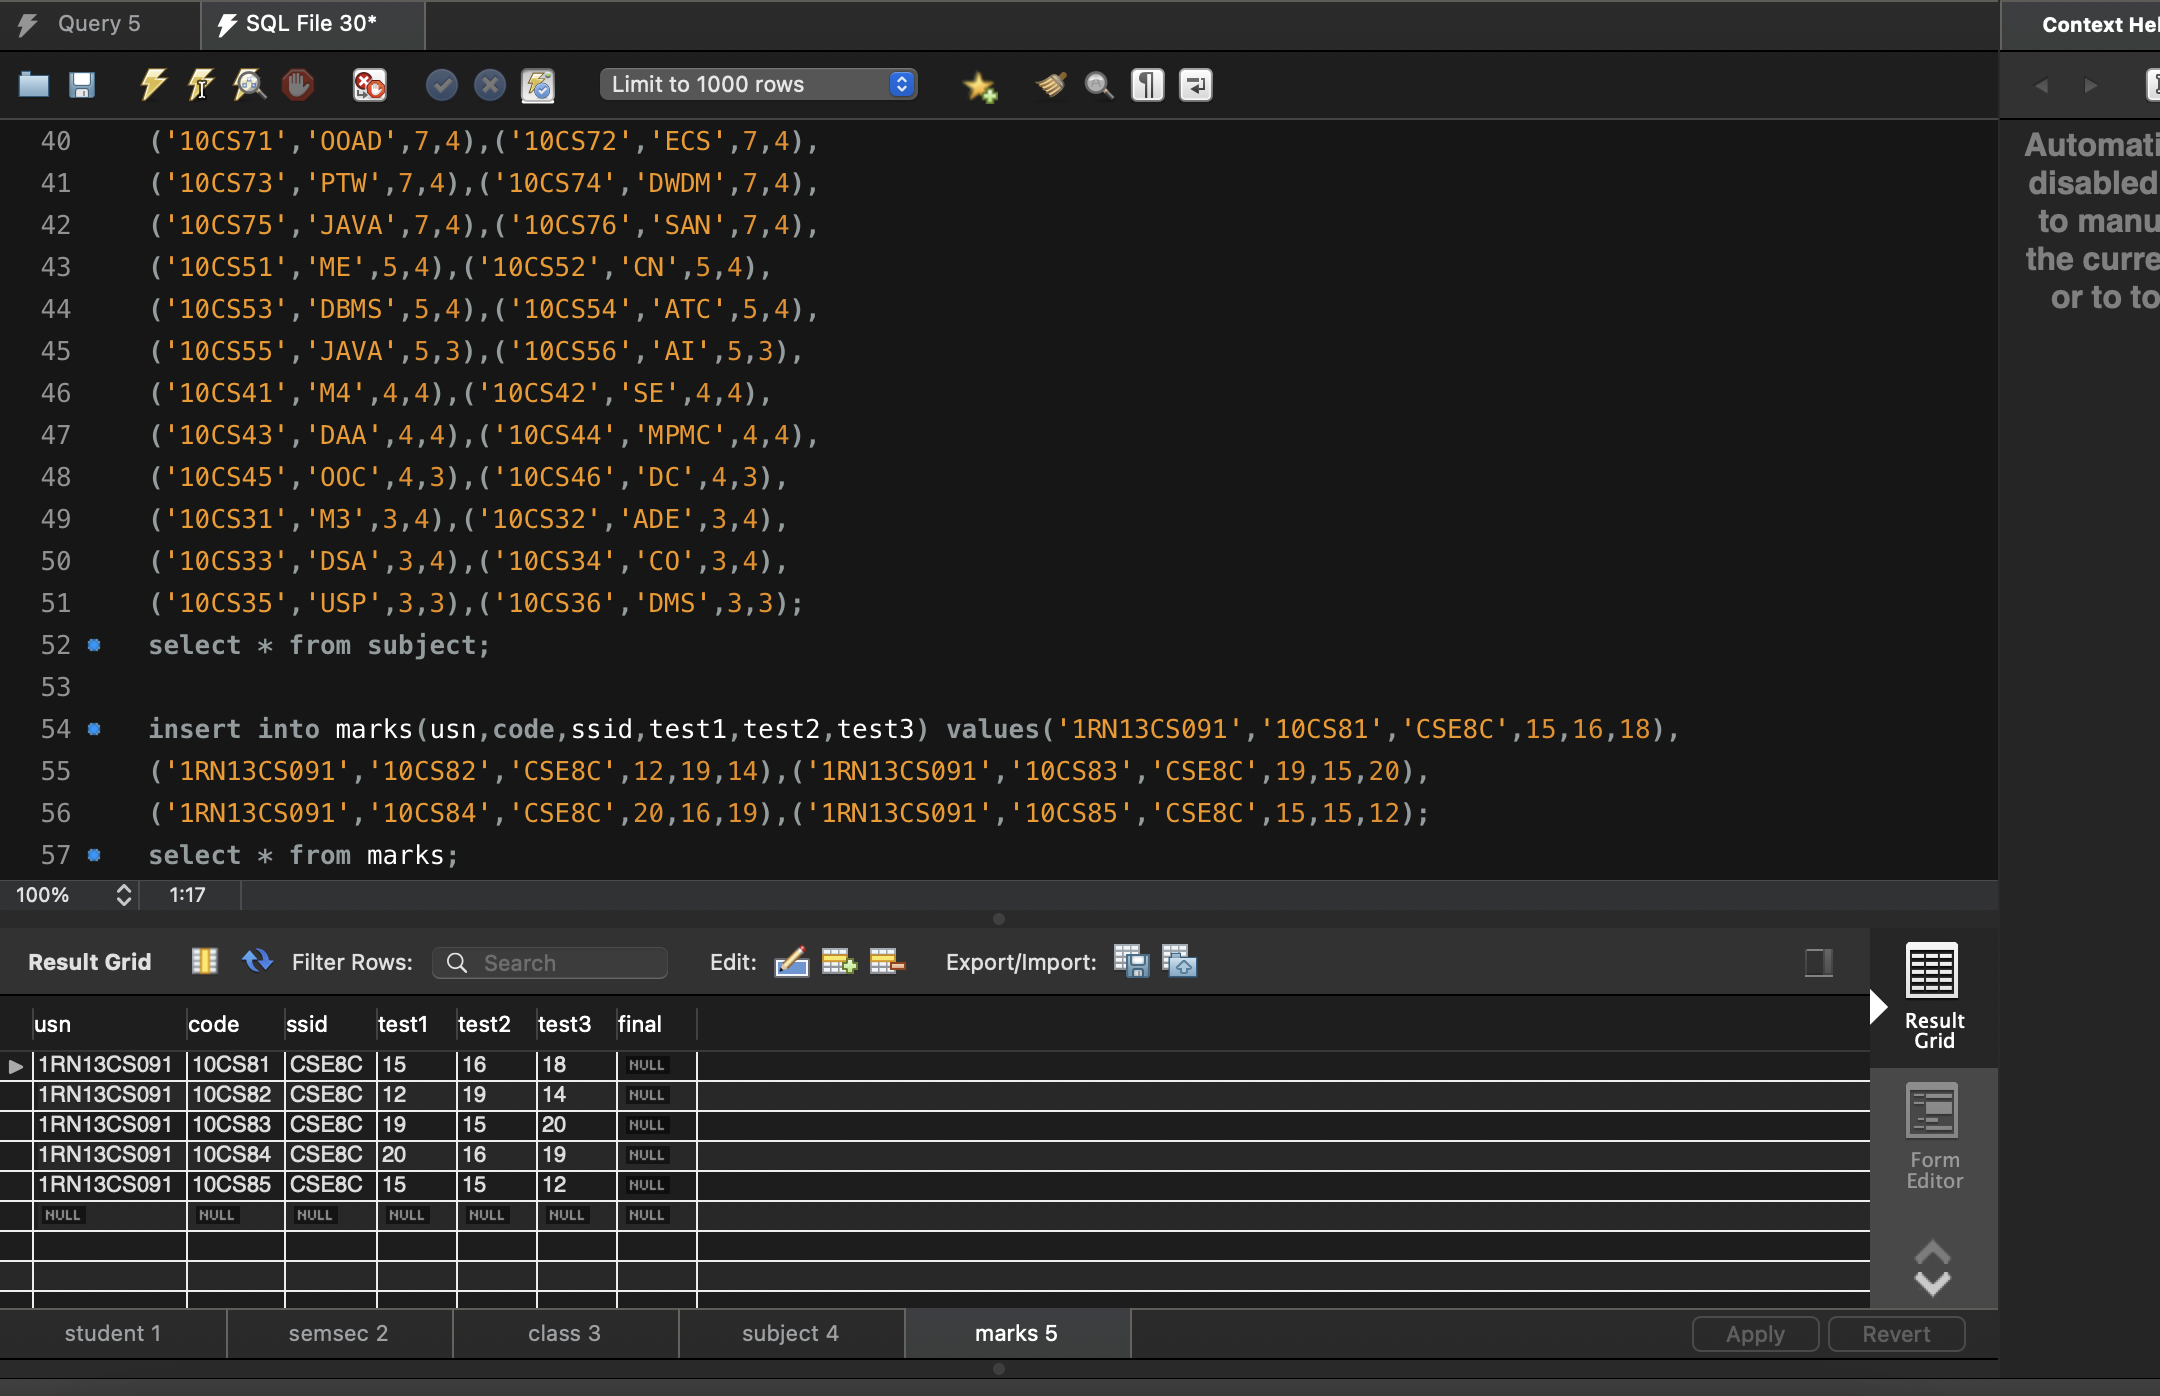 Query 5 SQL File 30* Context Hel
Limit to 1000 rows
40 ('10CS71','OOAD',7,4),('10CS72','ECS',7,4),
41 ('10CS73','PTW',7,4),('10CS74','DWDM',7,4),
42 ('10CS75','JAVA',7,4),('10CS76','SAN',7,4),
43 ('10CS51','ME',5,4),('10CS52','CN',5,4),
44 ('10CS53','DBMS',5,4),('10CS54','ATC',5,4),
45 ('10CS55','JAVA',5,3),('10CS56','AI',5,3),
46 ('10CS41','M4',4,4),('10CS42','SE',4,4),
47 ('10CS43','DAA',4,4),('10CS44','MPMC',4,4),
48 ('10CS45','OOC',4,3),('10CS46','DC',4,3),
49 ('10CS31','M3',3,4),('10CS32','ADE',3,4),
50 ('10CS33','DSA',3,4),('10CS34','CO',3,4),
51 ('10CS35','USP',3,3),('10CS36','DMS',3,3);
52 select * from subject;
53
54 insert into marks(usn,code,ssid,test1,test2,test3) values('1RN13CS091','10CS81','CSE8C',15,16,18),
55 ('1RN13CS091','10CS82','CSE8C',12,19,14),('1RN13CS091','10CS83','CSE8C',19,15,20),
56 ('1RN13CS091','10CS84','CSE8C',20,16,19),('1RN13CS091','10CS85','CSE8C',15,15,12);
57 select * from marks;
Automati
disabled
to manu
the curre
or to to
100% 1:17
Result Grid Filter Rows: Search Edit: Export/Import:
usn code ssid test1 test2 test3 final
1RN13CS091 10CS81 CSE8C 15 16 18 NULL
1RN13CS091 10CS82 CSE8C 12 19 14 NULL
1RN13CS091 10CS83 CSE8C 19 15 20 NULL
1RN13CS091 10CS84 CSE8C 20 16 19 NULL
1RN13CS091 10CS85 CSE8C 15 15 12 NULL
NULL NULL NULL NULL NULL NULL NULL
Result
Grid
Form
Editor
student 1 semsec 2 class 3 subject 4 marks 5 Apply Revert